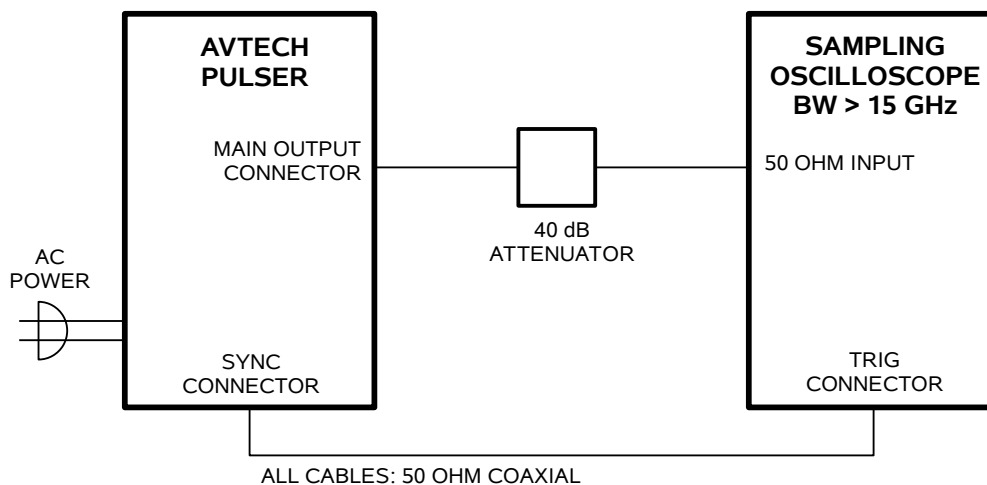 AVTECH
PULSER
MAIN OUTPUT
CONNECTOR
SYNC
CONNECTOR
AC
POWER
40 dB
ATTENUATOR
SAMPLING
OSCILLOSCOPE
BW > 15 GHz
50 OHM INPUT
TRIG
CONNECTOR
ALL CABLES: 50 OHM COAXIAL